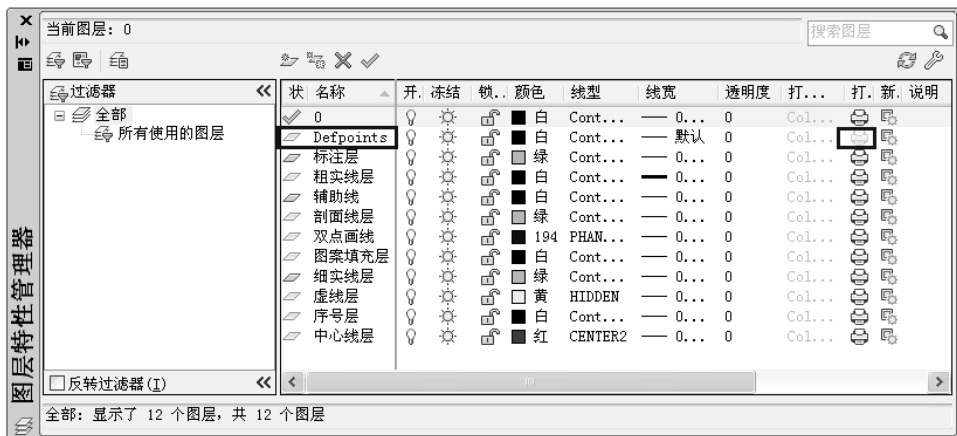 当前图层: 0
搜索图层
过滤器
全部
所有使用的图层
状 名称 开. 冻结 锁.. 颜色 线型 线宽 透明度 打... 打. 新. 说明
0 白 Cont... 0... 0 Col...
Defpoints 白 Cont... 默认 0 Col...
标注层 绿 Cont... 0... 0 Col...
粗实线层 白 Cont... 0... 0 Col...
辅助线 白 Cont... 0... 0 Col...
剖面线层 绿 Cont... 0... 0 Col...
双点画线 194 PHAN... 0... 0 Col...
图案填充层 白 Cont... 0... 0 Col...
细实线层 绿 Cont... 0... 0 Col...
虚线层 黄 HIDDEN 0... 0 Col...
序号层 白 Cont... 0... 0 Col...
中心线层 红 CENTER2 0... 0 Col...
反转过滤器(I)
全部: 显示了 12 个图层, 共 12 个图层
图层特性管理器